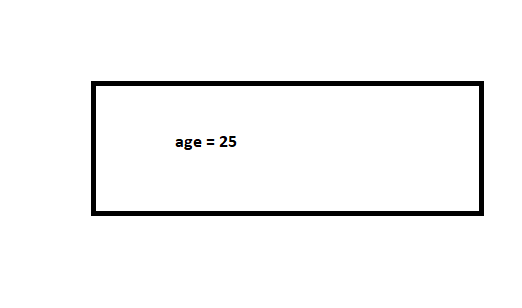 age = 25